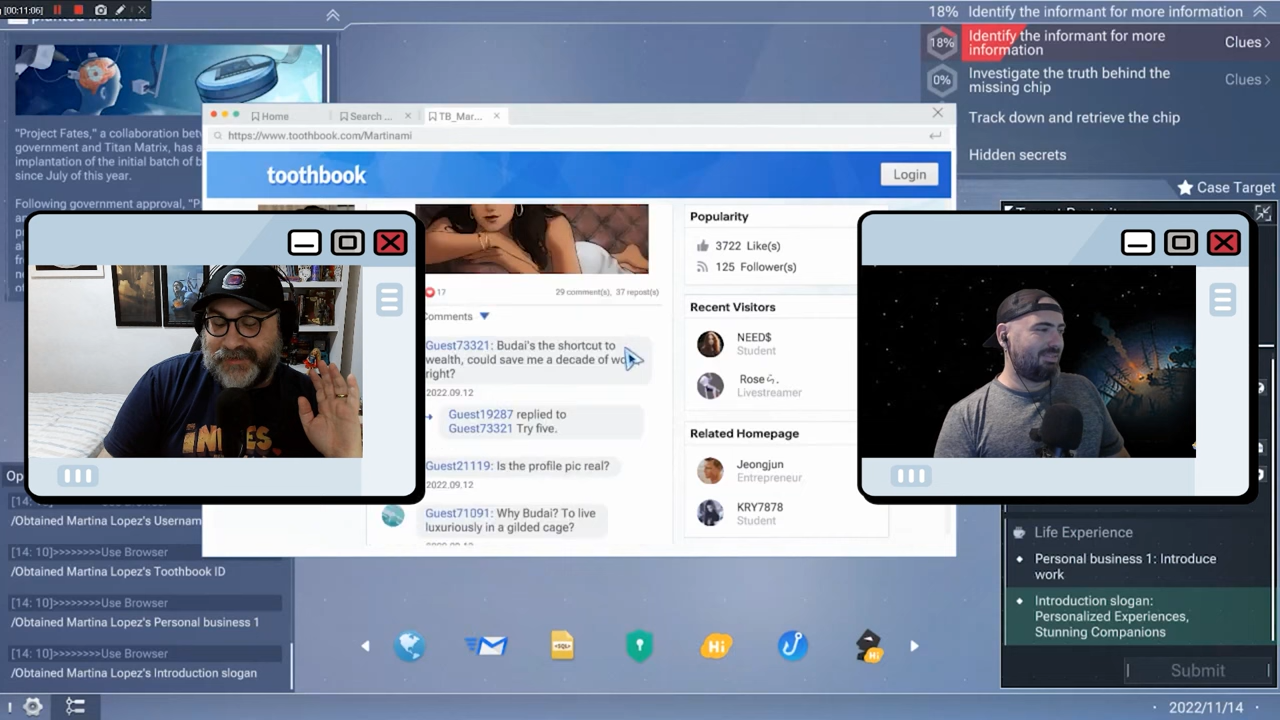 [00:11:06]
18% Identify the informant for more information
18%
Identify the informant for more
information
Clues >
0%
Investigate the truth behind the
missing chip
Clues >
Track down and retrieve the chip
Hidden secrets
Case Target
"Project Fates," a collaboration
government and Titan Matrix, has
implantation of the initial batch of
since July of this year.
Following government approval,
Home
Search ...
TB_Mar...
https://www.toothbook.com/Martinami
toothbook
Login
Popularity
3722 Like(s)
125 Follower(s)
17
29 comment(s), 37 repost(s)
Guest73321: Budai's the shortcut to
wealth, could save me a decade of
right?
2022.09.12
Guest19287 replied to
Guest73321 Try five.
Guest21119: Is the profile pic real?
2022.09.12
Guest71091: Why Budai? To live
luxuriously in a gilded cage?
Recent Visitors
NEED$
Student
Rose
Livestreamer
Related Homepage
Jeongjun
Entrepreneur
KRY7878
Student
/Obtained Martina Lopez's
[14: 10]>>>>>>>>Use Browser
/Obtained Martina Lopez's Toothbook ID
[14: 10]>>>>>>>>Use Browser
/Obtained Martina Lopez's Personal business 1
[14: 10]>>>>>>>>Use Browser
/Obtained Martina Lopez's Introduction slogan
SQL
Hi
Hi
Life Experience
Personal business 1: Introduce
work
Introduction slogan:
Personalized Experiences,
Stunning Companions
Submit
2022/11/14